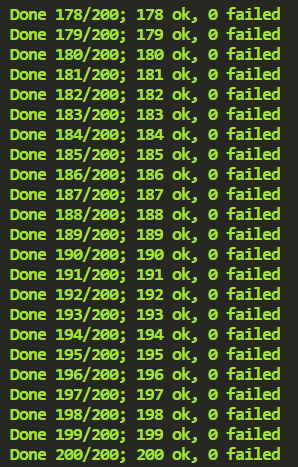 Done 178/200; 178 ok, 0 failed
Done 179/200; 179 ok, 0 failed
Done 180/200; 180 ok, 0 failed
Done 181/200; 181 ok, 0 failed
Done 182/200; 182 ok, 0 failed
Done 183/200; 183 ok, 0 failed
Done 184/200; 184 ok, 0 failed
Done 185/200; 185 ok, 0 failed
Done 186/200; 186 ok, 0 failed
Done 187/200; 187 ok, 0 failed
Done 188/200; 188 ok, 0 failed
Done 189/200; 189 ok, 0 failed
Done 190/200; 190 ok, 0 failed
Done 191/200; 191 ok, 0 failed
Done 192/200; 192 ok, 0 failed
Done 193/200; 193 ok, 0 failed
Done 194/200; 194 ok, 0 failed
Done 195/200; 195 ok, 0 failed
Done 196/200; 196 ok, 0 failed
Done 197/200; 197 ok, 0 failed
Done 198/200; 198 ok, 0 failed
Done 199/200; 199 ok, 0 failed
Done 200/200; 200 ok, 0 failed